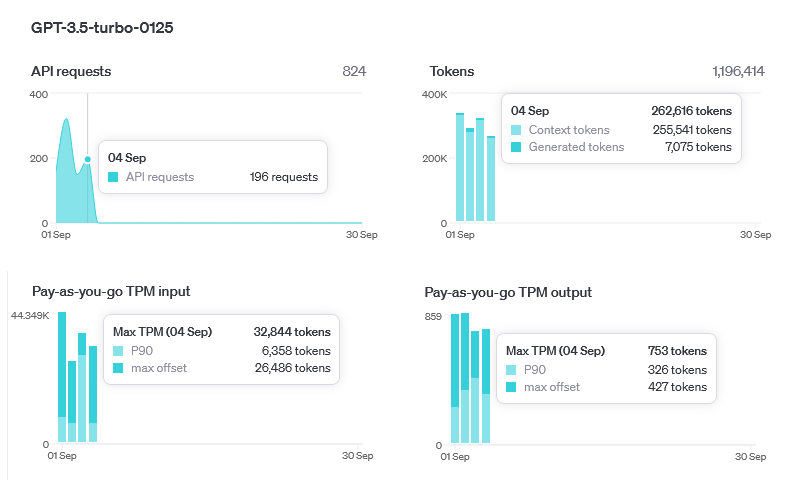 GPT-3.5-turbo-0125
API requests 824
400
200
0
01 Sep 30 Sep
04 Sep
API requests 196 requests
Tokens 1,196,414
400K
200K
0
01 Sep 30 Sep
04 Sep 262,616 tokens
Context tokens 255,541 tokens
Generated tokens 7,075 tokens
Pay-as-you-go TPM input
44.349K
0
01 Sep 30 Sep
Max TPM (04 Sep) 32,844 tokens
P90 6,358 tokens
max offset 26,486 tokens
Pay-as-you-go TPM output
859
0
01 Sep 30 Sep
Max TPM (04 Sep) 753 tokens
P90 326 tokens
max offset 427 tokens